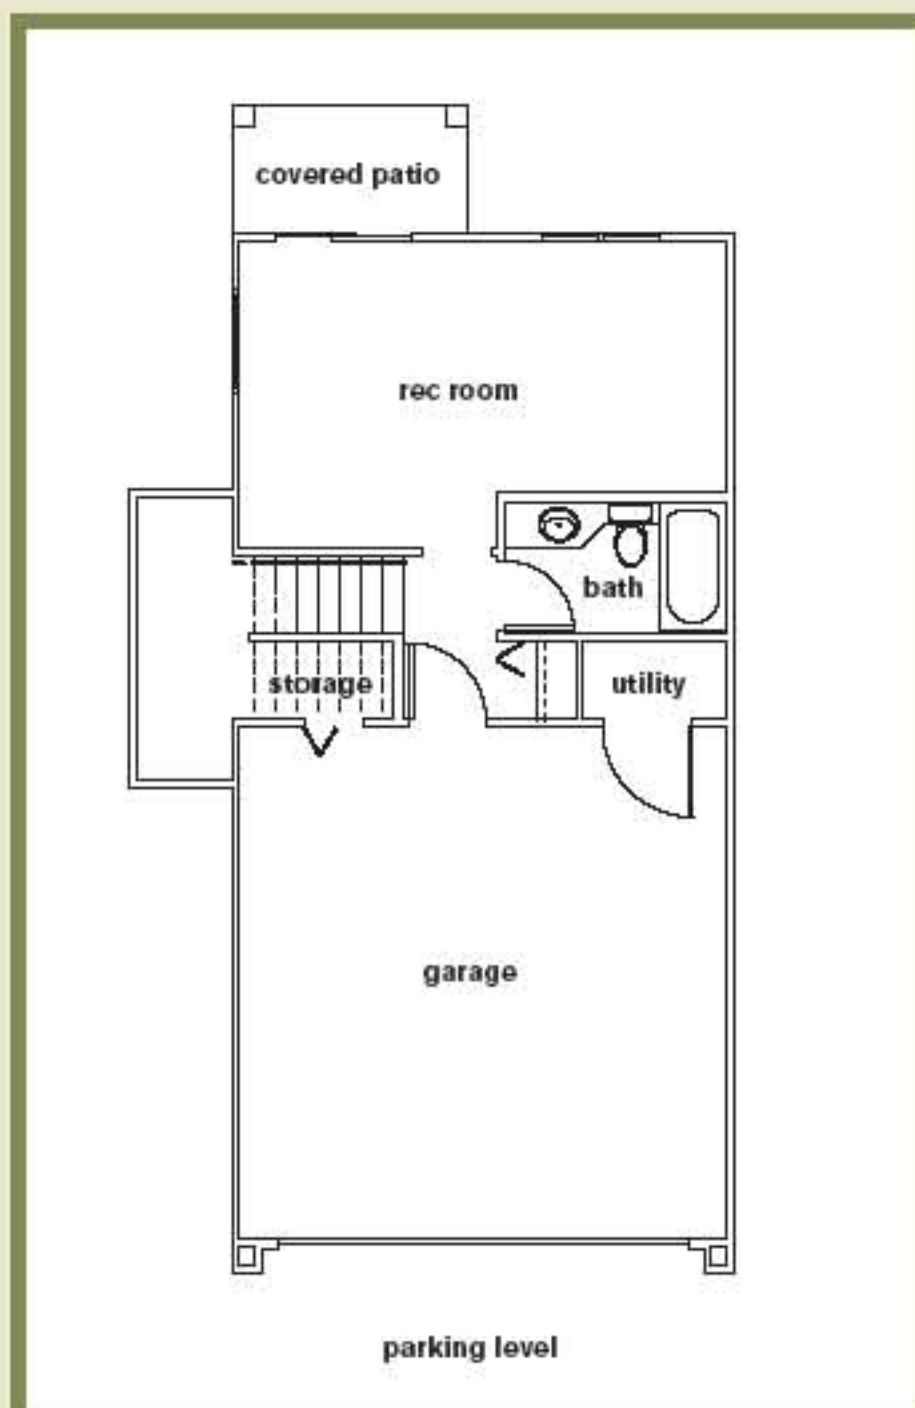 covered patio
rec room
bath
storage
utility
garage
parking level